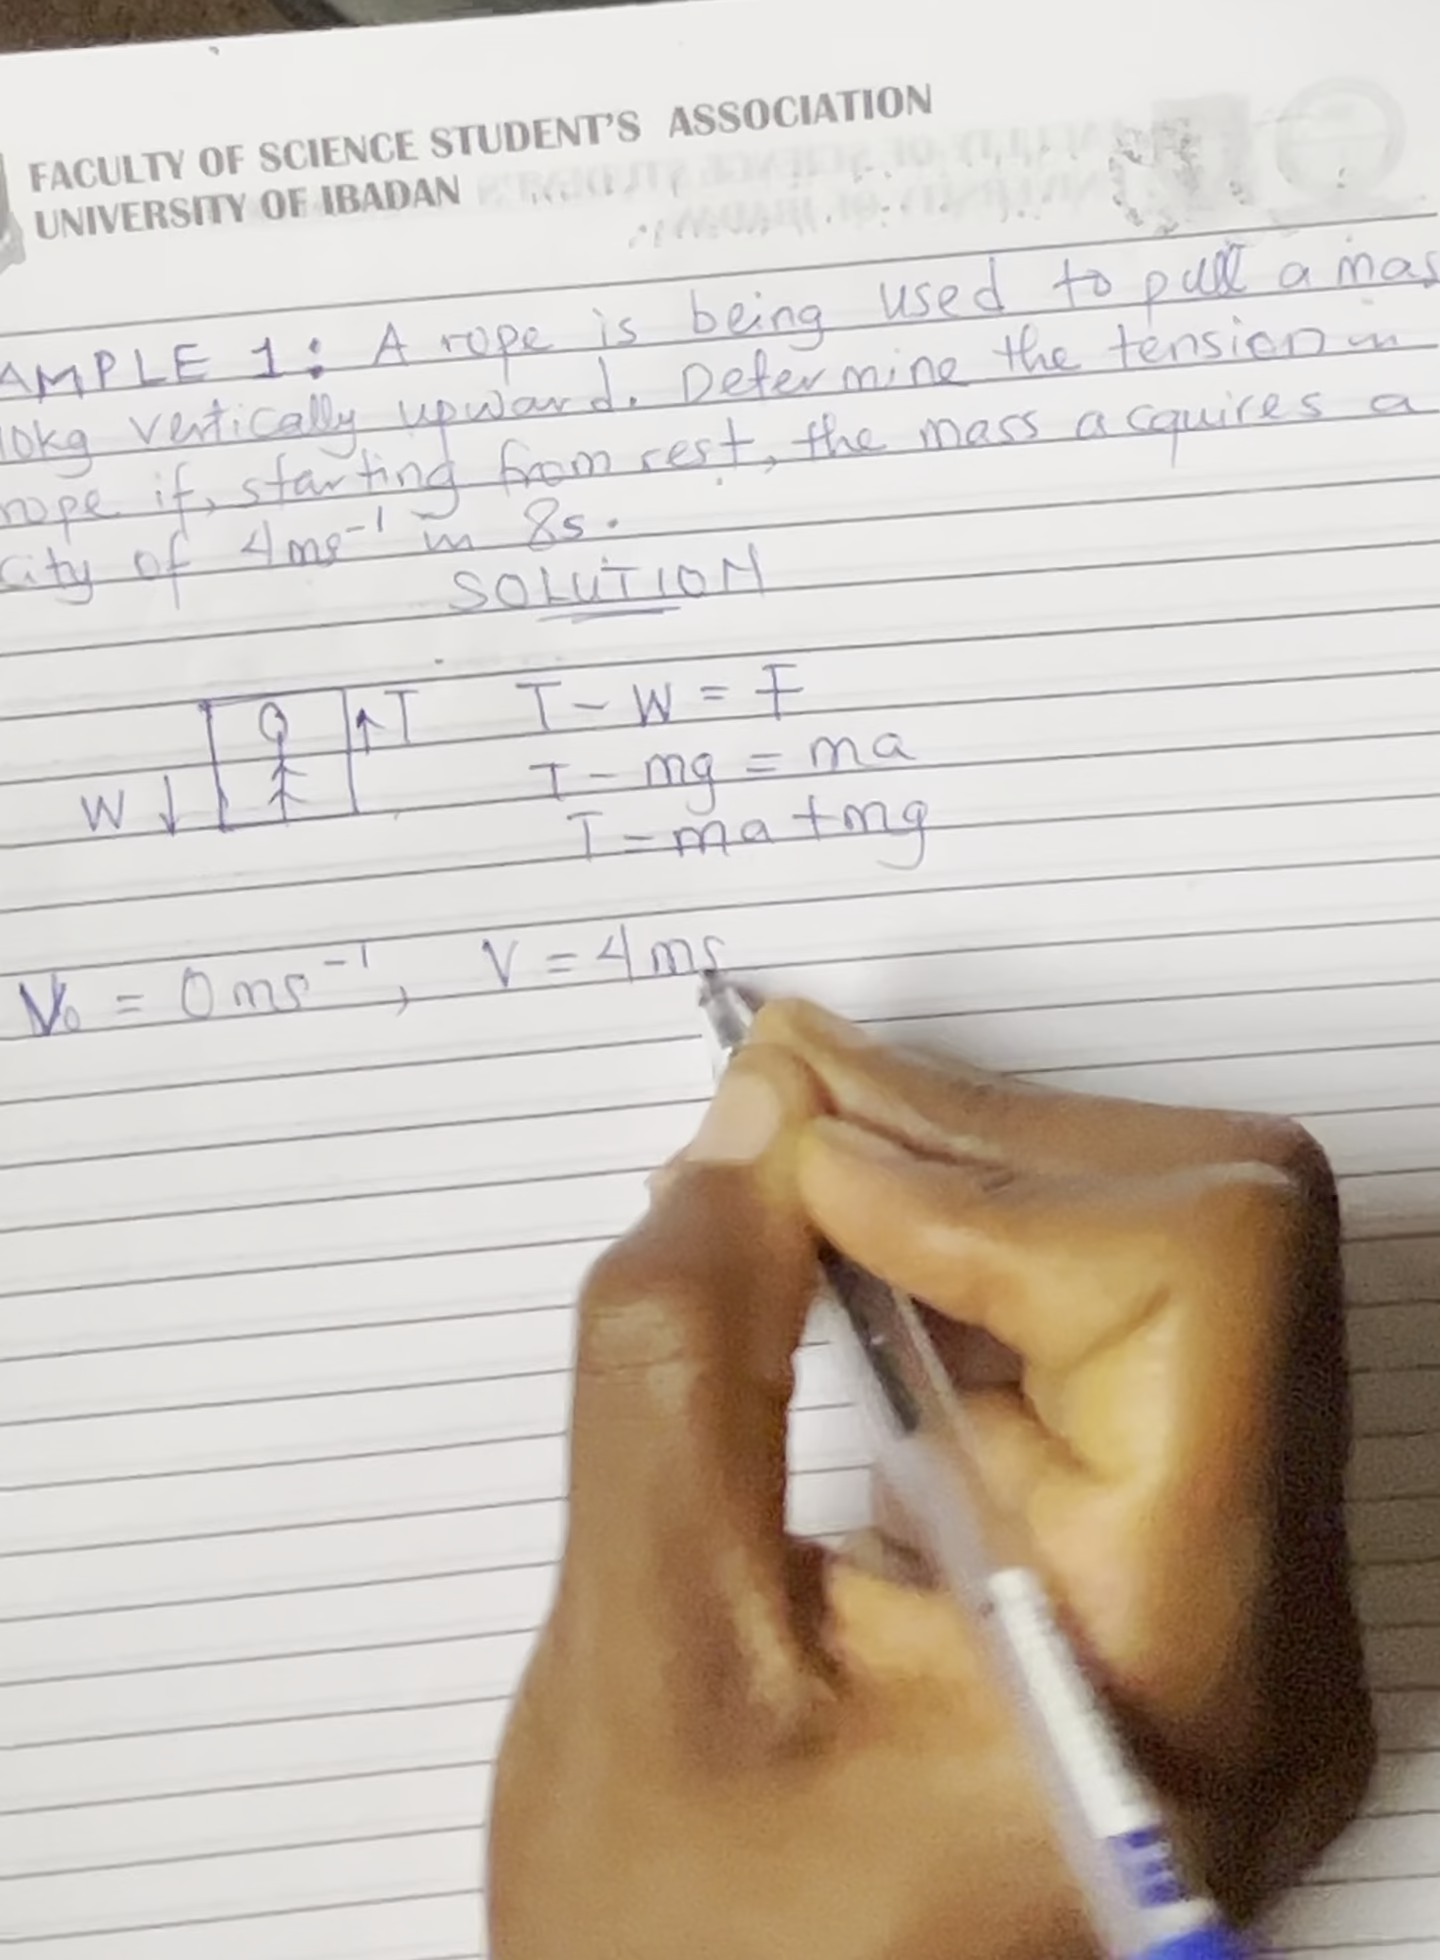 FACULTY OF SCIENCE STUDENT'S ASSOCIATION
UNIVERSITY OF IBADAN
AMPLE 1: A rope is being used to pull a mas
10kg vertically upward. Determine the tension in
rope if, starting from rest, the mass acquires a
city of 4ms⁻¹ in 8s.
SOLUTION
T T - W = F
W T - mg = ma
T = ma + mg
V₀ = 0ms⁻¹, V = 4ms